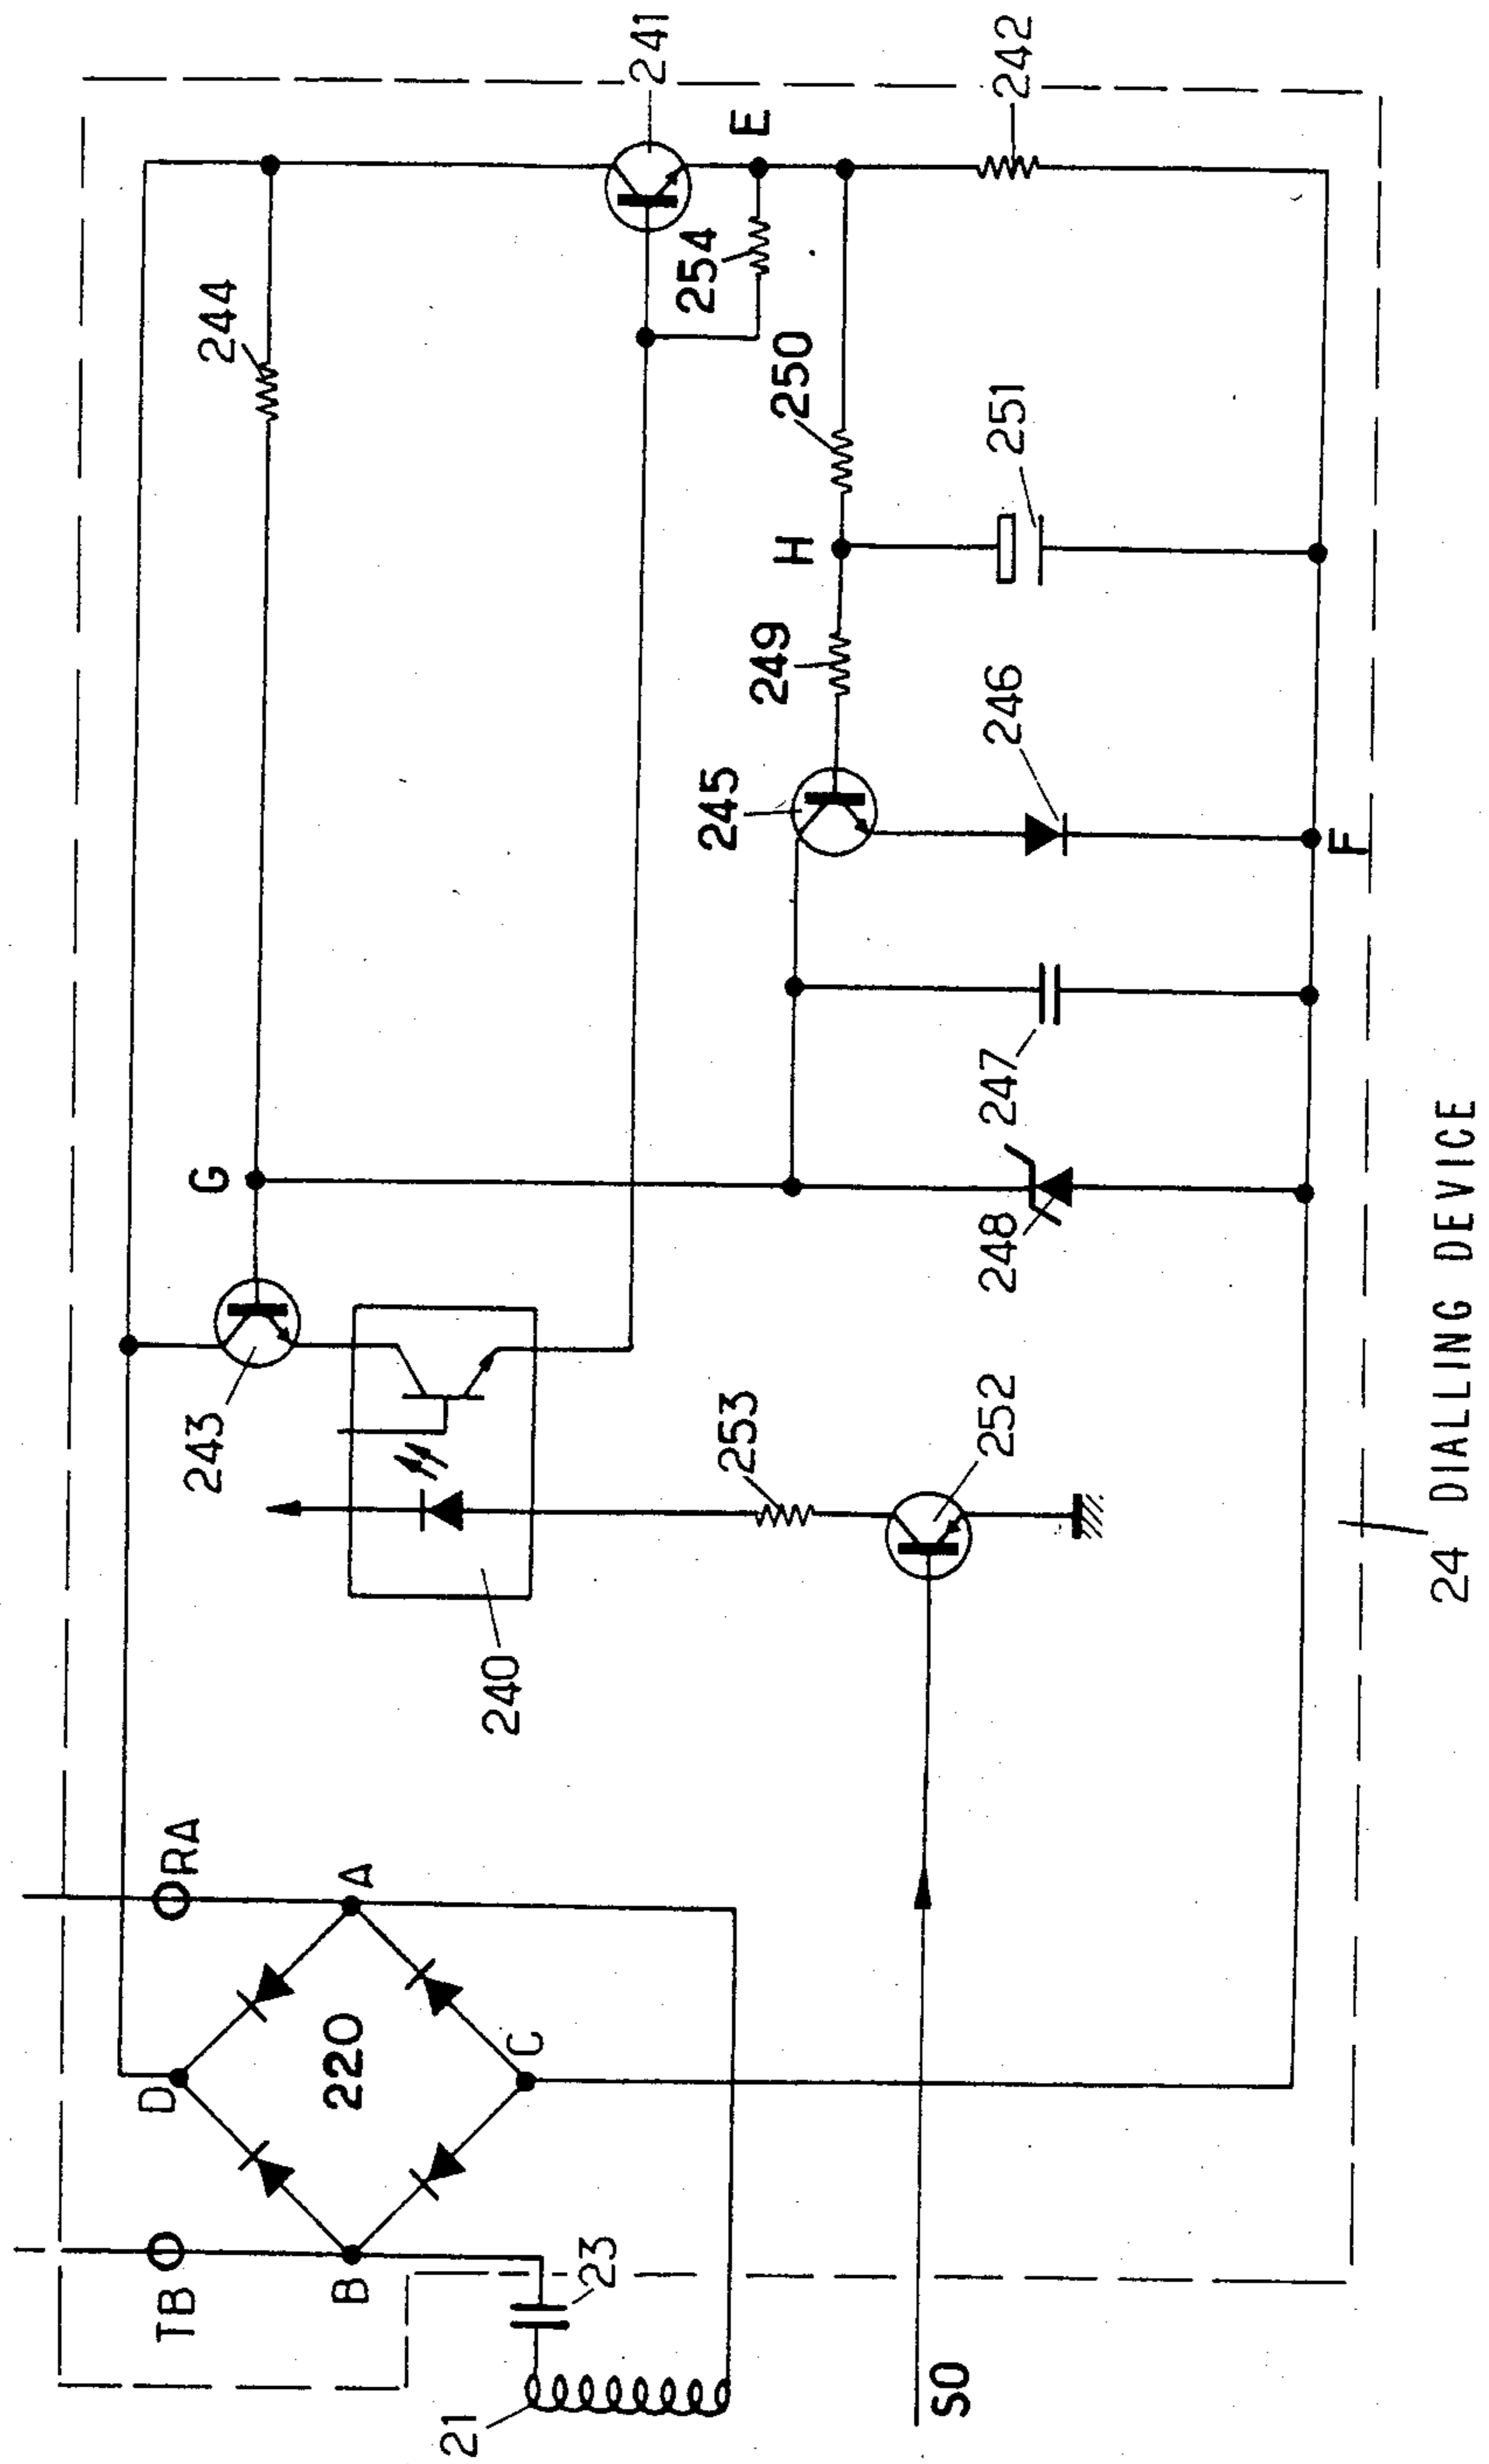 241
E
242
244
254
250
251
H
249
246
245
F
G
247
248
243
253
252
240
RA
A
D
220
C
TB
B
23
21
SO
24 DIALLING DEVICE